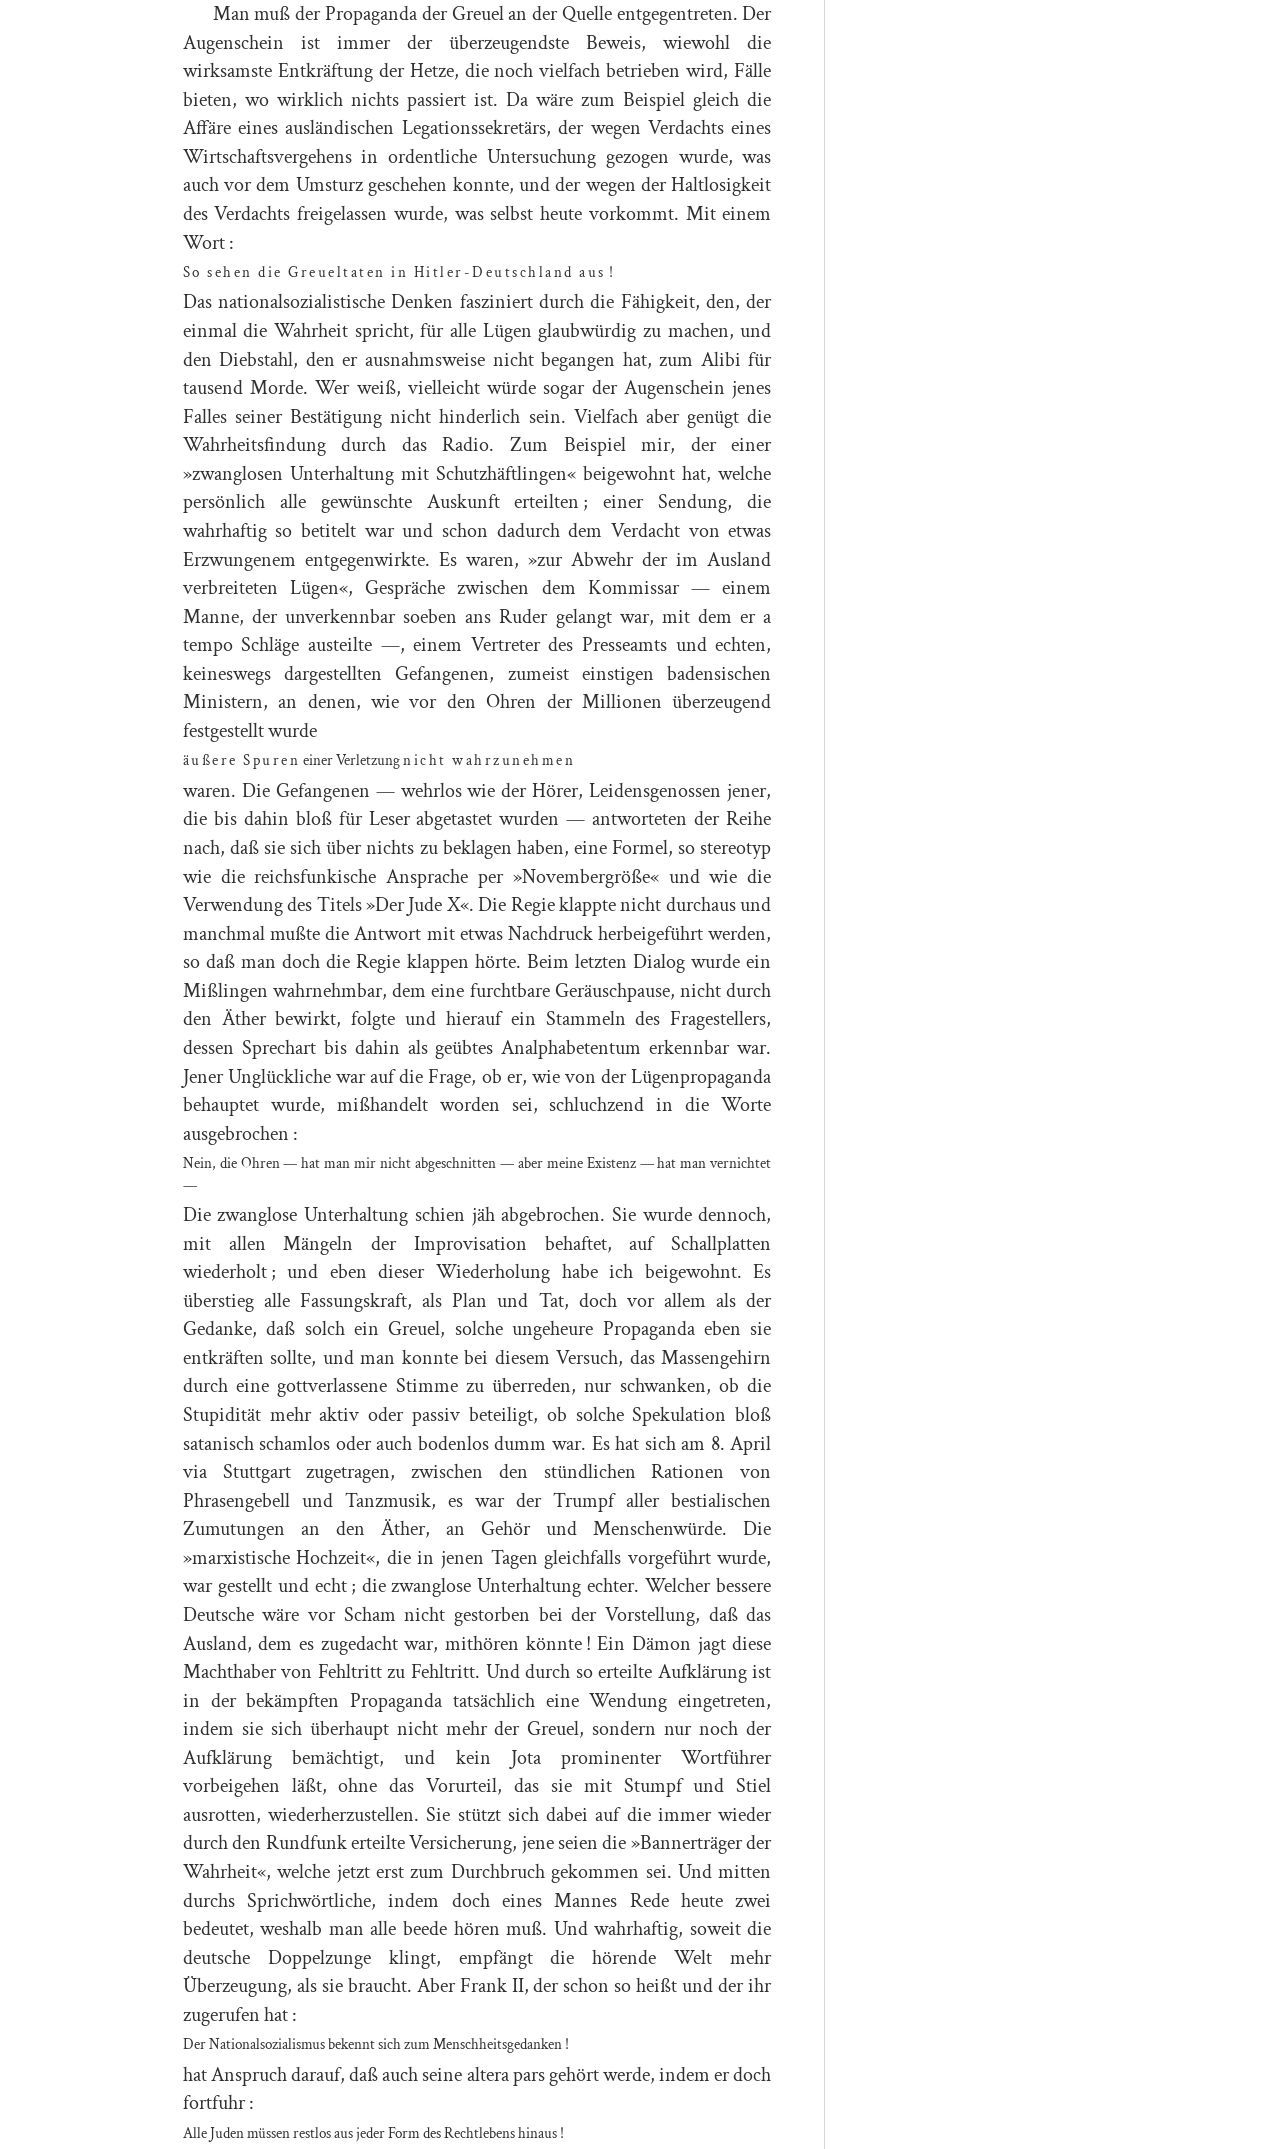 Man muß der Propaganda der Greuel an der Quelle entgegentreten. Der
Augenschein ist immer der überzeugendste Beweis, wiewohl die
wirksamste Entkräftung der Hetze, die noch vielfach betrieben wird, Fälle
bieten, wo wirklich nichts passiert ist. Da wäre zum Beispiel gleich die
Affäre eines ausländischen Legationssekretärs, der wegen Verdachts eines
Wirtschaftsvergehens in ordentliche Untersuchung gezogen wurde, was
auch vor dem Umsturz geschehen konnte, und der wegen der Haltlosigkeit
des Verdachts freigelassen wurde, was selbst heute vorkommt. Mit einem
Wort :
So sehen die Greueltaten in Hitler-Deutschland aus !
Das nationalsozialistische Denken fasziniert durch die Fähigkeit, den, der
einmal die Wahrheit spricht, für alle Lügen glaubwürdig zu machen, und
den Diebstahl, den er ausnahmsweise nicht begangen hat, zum Alibi für
tausend Morde. Wer weiß, vielleicht würde sogar der Augenschein jenes
Falles seiner Bestätigung nicht hinderlich sein. Vielfach aber genügt die
Wahrheitsfindung durch das Radio. Zum Beispiel mir, der einer
»zwanglosen Unterhaltung mit Schutzhäftlingen« beigewohnt hat, welche
persönlich alle gewünschte Auskunft erteilten ; einer Sendung, die
wahrhaftig so betitelt war und schon dadurch dem Verdacht von etwas
Erzwungenem entgegenwirkte. Es waren, »zur Abwehr der im Ausland
verbreiteten Lügen«, Gespräche zwischen dem Kommissar — einem
Manne, der unverkennbar soeben ans Ruder gelangt war, mit dem er a
tempo Schläge austeilte —, einem Vertreter des Presseamts und echten,
keineswegs dargestellten Gefangenen, zumeist einstigen badensischen
Ministern, an denen, wie vor den Ohren der Millionen überzeugend
festgestellt wurde
äußere Spuren einer Verletzung nicht wahrzunehmen
waren. Die Gefangenen — wehrlos wie der Hörer, Leidensgenossen jener,
die bis dahin bloß für Leser abgetastet wurden — antworteten der Reihe
nach, daß sie sich über nichts zu beklagen haben, eine Formel, so stereotyp
wie die reichsfunkische Ansprache per »Novembergröße« und wie die
Verwendung des Titels »Der Jude X«. Die Regie klappte nicht durchaus und
manchmal mußte die Antwort mit etwas Nachdruck herbeigeführt werden,
so daß man doch die Regie klappen hörte. Beim letzten Dialog wurde ein
Mißlingen wahrnehmbar, dem eine furchtbare Geräuschpause, nicht durch
den Äther bewirkt, folgte und hierauf ein Stammeln des Fragestellers,
dessen Sprechart bis dahin als geübtes Analphabetentum erkennbar war.
Jener Unglückliche war auf die Frage, ob er, wie von der Lügenpropaganda
behauptet wurde, mißhandelt worden sei, schluchzend in die Worte
ausgebrochen :
Nein, die Ohren — hat man mir nicht abgeschnitten — aber meine Existenz — hat man vernichtet
—
Die zwanglose Unterhaltung schien jäh abgebrochen. Sie wurde dennoch,
mit allen Mängeln der Improvisation behaftet, auf Schallplatten
wiederholt ; und eben dieser Wiederholung habe ich beigewohnt. Es
überstieg alle Fassungskraft, als Plan und Tat, doch vor allem als der
Gedanke, daß solch ein Greuel, solche ungeheure Propaganda eben sie
entkräften sollte, und man konnte bei diesem Versuch, das Massengehirn
durch eine gottverlassene Stimme zu überreden, nur schwanken, ob die
Stupidität mehr aktiv oder passiv beteiligt, ob solche Spekulation bloß
satanisch schamlos oder auch bodenlos dumm war. Es hat sich am 8. April
via Stuttgart zugetragen, zwischen den stündlichen Rationen von
Phrasengebell und Tanzmusik, es war der Trumpf aller bestialischen
Zumutungen an den Äther, an Gehör und Menschenwürde. Die
»marxistische Hochzeit«, die in jenen Tagen gleichfalls vorgeführt wurde,
war gestellt und echt ; die zwanglose Unterhaltung echter. Welcher bessere
Deutsche wäre vor Scham nicht gestorben bei der Vorstellung, daß das
Ausland, dem es zugedacht war, mithören könnte ! Ein Dämon jagt diese
Machthaber von Fehltritt zu Fehltritt. Und durch so erteilte Aufklärung ist
in der bekämpften Propaganda tatsächlich eine Wendung eingetreten,
indem sie sich überhaupt nicht mehr der Greuel, sondern nur noch der
Aufklärung bemächtigt, und kein Jota prominenter Wortführer
vorbeigehen läßt, ohne das Vorurteil, das sie mit Stumpf und Stiel
ausrotten, wiederherzustellen. Sie stützt sich dabei auf die immer wieder
durch den Rundfunk erteilte Versicherung, jene seien die »Bannerträger der
Wahrheit«, welche jetzt erst zum Durchbruch gekommen sei. Und mitten
durchs Sprichwörtliche, indem doch eines Mannes Rede heute zwei
bedeutet, weshalb man alle beede hören muß. Und wahrhaftig, soweit die
deutsche Doppelzunge klingt, empfängt die hörende Welt mehr
Überzeugung, als sie braucht. Aber Frank II, der schon so heißt und der ihr
zugerufen hat :
Der Nationalsozialismus bekennt sich zum Menschheitsgedanken !
hat Anspruch darauf, daß auch seine altera pars gehört werde, indem er doch
fortfuhr :
Alle Juden müssen restlos aus jeder Form des Rechtlebens hinaus !